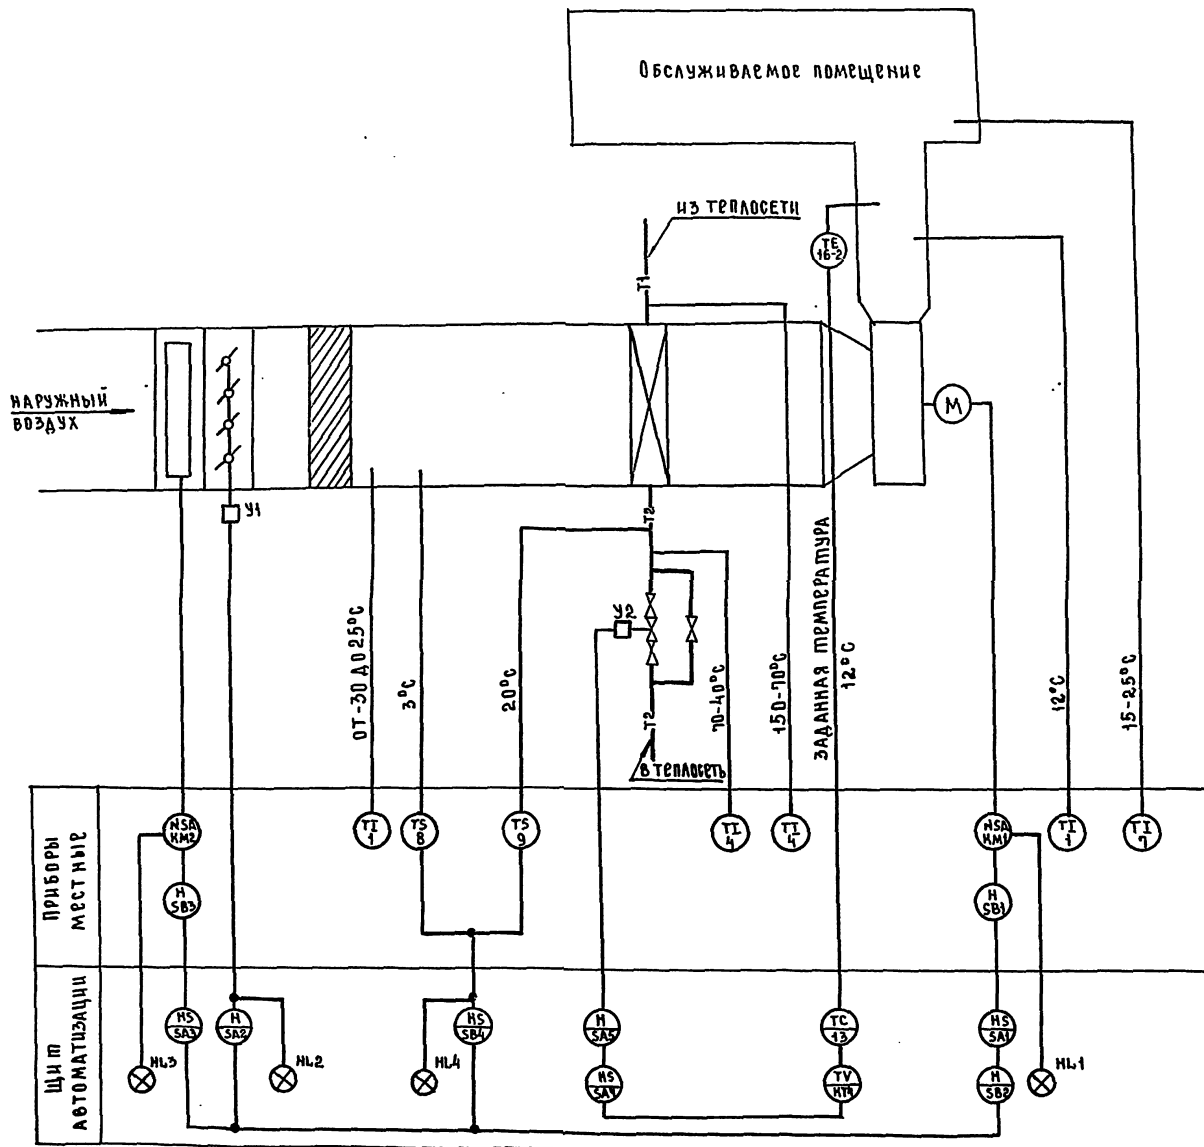 Обслуживаемое помещение
из теплосети
TE
16-2
Т1
Наружный
воздух
М
У1
Т2
У2
Т2
в теплосеть
от -30 до 25°С
3°С
20°С
70-40°С
150-70°С
Заданная температура
12°С
12°С
15-25°С
Приборы
местные
NSA
KM2
TI
1
TS
8
TS
9
TI
4
TI
4
NSA
KM1
TI
1
TI
7
H
SB3
H
SB1
Щит
автоматизации
HS
SA3
H
SA2
HS
SB4
H
SA5
TC
13
HS
SA1
HL3
HL2
HL4
HS
TV
H
SB2
HL1